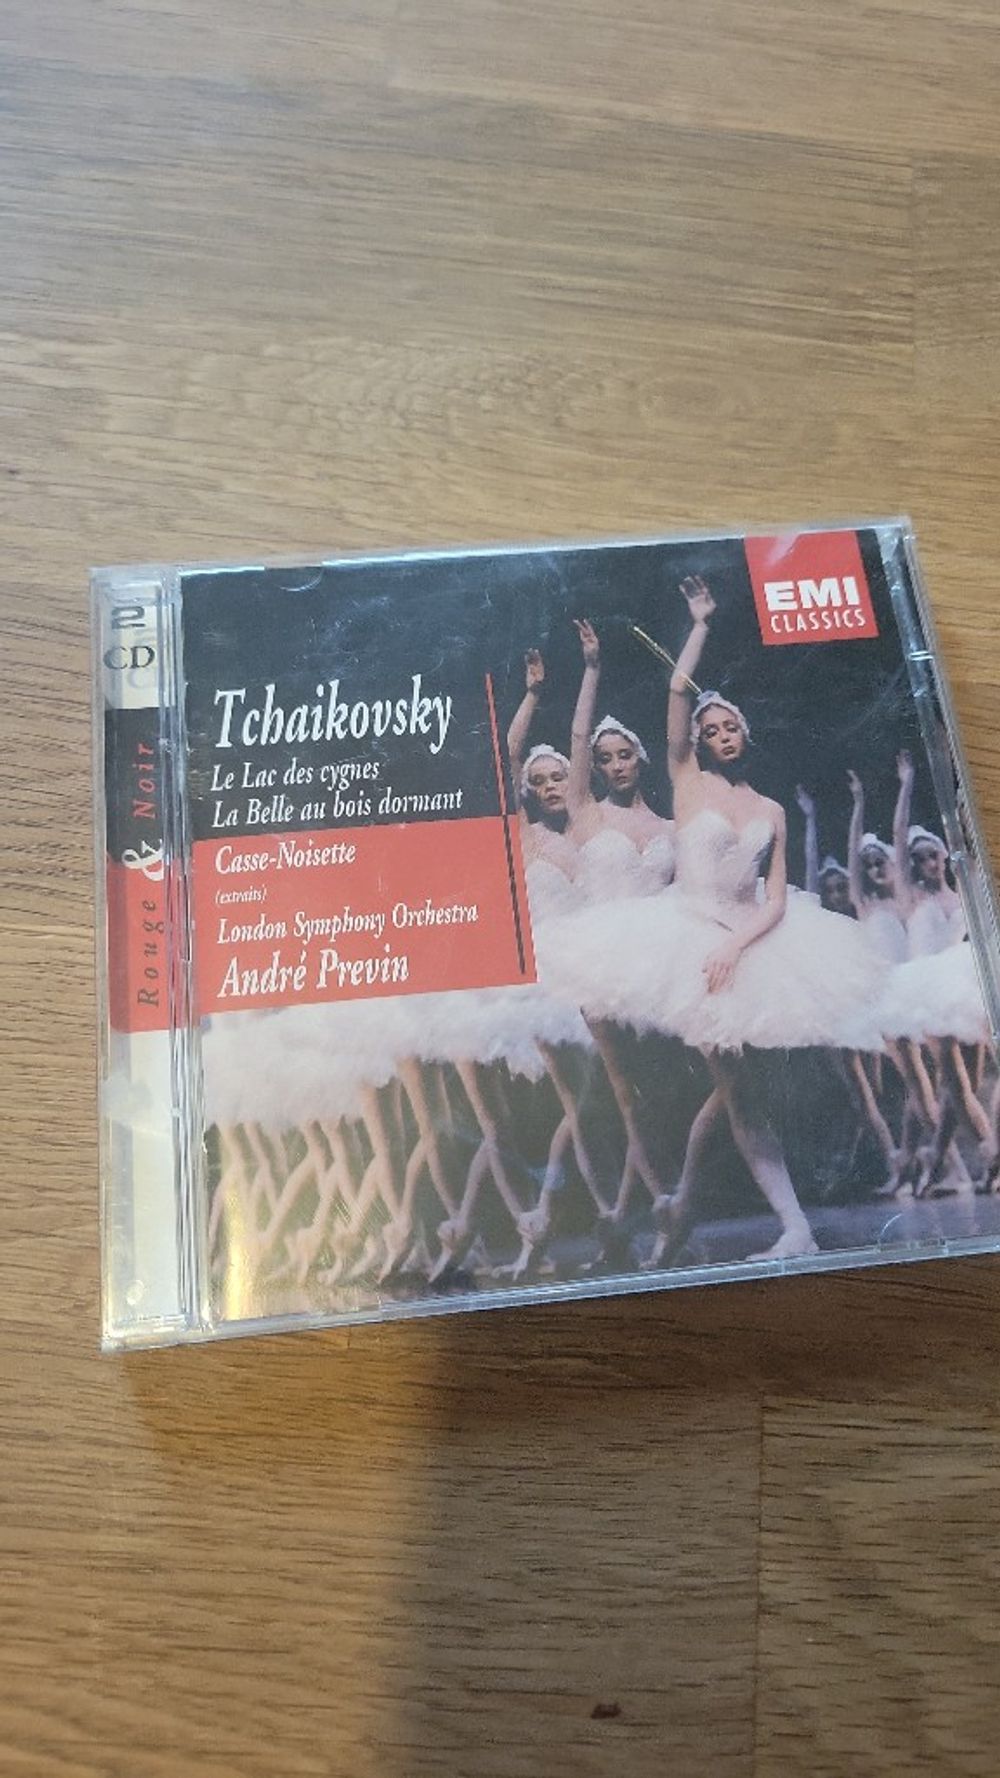 2
CD
Rouge & Noir
EMI
CLASSICS
Tchaikovsky
Le Lac des cygnes
La Belle au bois dormant
Casse-Noisette
(extraits)
London Symphony Orchestra
André Previn